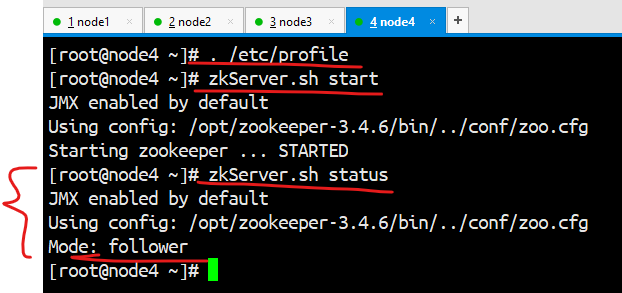 1 node1 × 2 node2 × 3 node3 × 4 node4 × +
[root@node4 ~]# . /etc/profile
[root@node4 ~]# zkServer.sh start
JMX enabled by default
Using config: /opt/zookeeper-3.4.6/bin/../conf/zoo.cfg
Starting zookeeper ... STARTED
[root@node4 ~]# zkServer.sh status
JMX enabled by default
Using config: /opt/zookeeper-3.4.6/bin/../conf/zoo.cfg
Mode: follower
[root@node4 ~]#